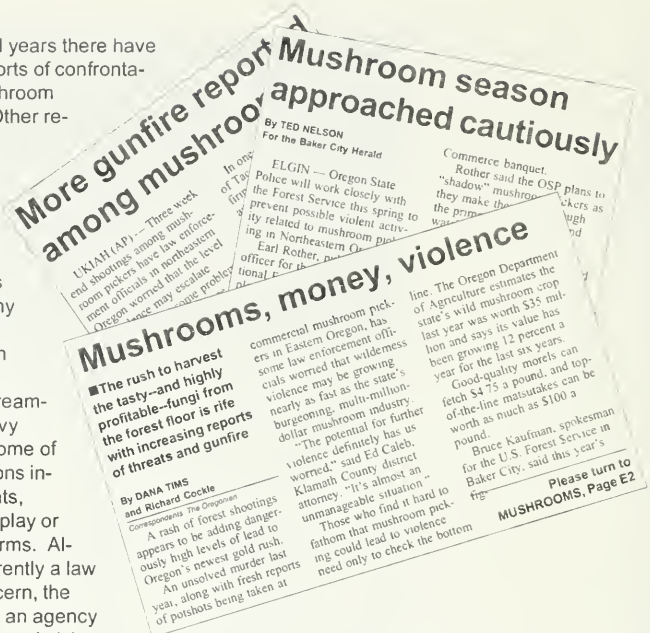 l years there have
orts of confronta-
hroom
Other re-
s
ny
n
ream-
vy
ome of
ons in-
ts,
play or
rms. Al-
rently a law
cern, the
an agency
More gunfire reported
among mushroo
UKIAH (AP) — Three week
end shootings among mush-
room pickers have law enforce-
ment officials in northeastern
Oregon worried that the level
may escalate
In one
of
Mushroom season
approached cautiously
By TED NELSON
For the Baker City Herald
ELGIN — Oregon State
Police will work closely with
the Forest Service this spring to
prevent possible violent activ-
ity related to mushroom
ing in Northeastern
Earl Rother,
officer for the
tional
Commerce banquet.
Rother said the OSP plans to
"shadow" mushroom pickers as
they make the
the
Mushrooms, money, violence
■The rush to harvest
the tasty--and highly
profitable--fungi from
the forest floor is rife
with increasing reports
of threats and gunfire
By DANA TIMS
and Richard Cockle
Correspondents The Oregonian
A rash of forest shootings
appears to be adding danger-
ously high levels of lead to
Oregon's newest gold rush.
An unsolved murder last
year, along with fresh reports
of potshots being taken at
commercial mushroom pick-
ers in Eastern Oregon, has
some law enforcement offi-
cials worried that wilderness
violence may be growing
nearly as fast as the state's
burgeoning, multi-million-
dollar mushroom industry.
"The potential for further
violence definitely has us
worried," said Ed Caleb,
Klamath County district
attorney. "It's almost an
unmanageable situation"
Those who find it hard to
fathom that mushroom pick-
ing could lead to violence
need only to check the bottom
line. The Oregon Department
of Agriculture estimates the
state's wild mushroom crop
last year was worth $35 mil-
lion and says its value has
been growing 12 percent a
year for the last six years.
Good-quality morels can
fetch $4.75 a pound, and top-
of-the-line matsutakes can be
worth as much as $100 a
pound.
Bruce Kaufman, spokesman
for the U.S. Forest Service in
Baker City, said this year's
Please turn to
MUSHROOMS, Page E2